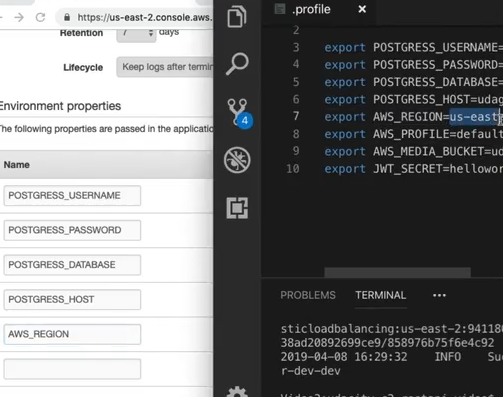 https://us-east-2.console.aws.
Retention 7 days
Lifecycle Keep logs after termin
Environment properties
The following properties are passed in the application
Name
POSTGRESS_USERNAME
POSTGRESS_PASSWORD
POSTGRESS_DATABASE
POSTGRESS_HOST
AWS_REGION
4
.profile ×
2
3 export POSTGRESS_USERNAME=
4 export POSTGRESS_PASSWORD=
5 export POSTGRESS_DATABASE=
6 export POSTGRESS_HOST=udag
7 export AWS_REGION=us-east
8 export AWS_PROFILE=default
9 export AWS_MEDIA_BUCKET=ud
10 export JWT_SECRET=hellowor
PROBLEMS TERMINAL •••
sticloadbalancing:us-east-2:941180
38ad20892699ce9/858976b75f6e4c92
2019-04-08 16:29:32 INFO Suc
r-dev-dev